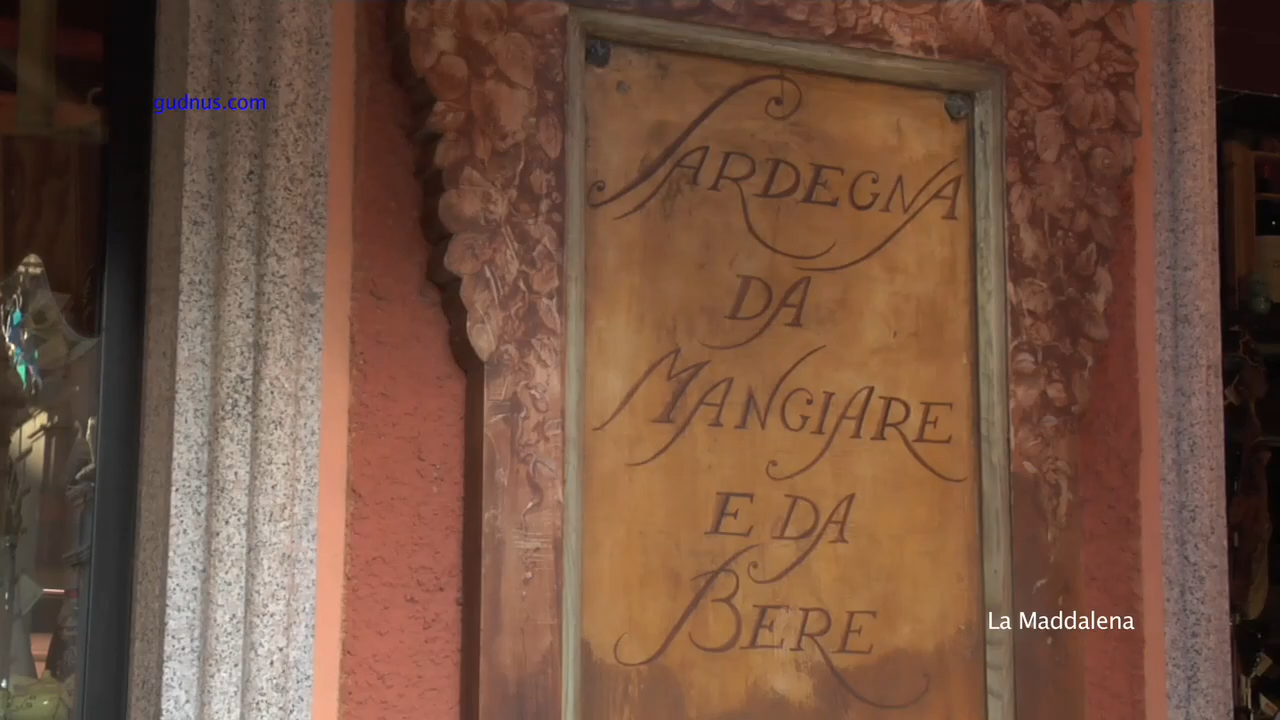 gudnus.com
SARDEGNA
DA
MANGIARE
E DA
BERE
La Maddalena